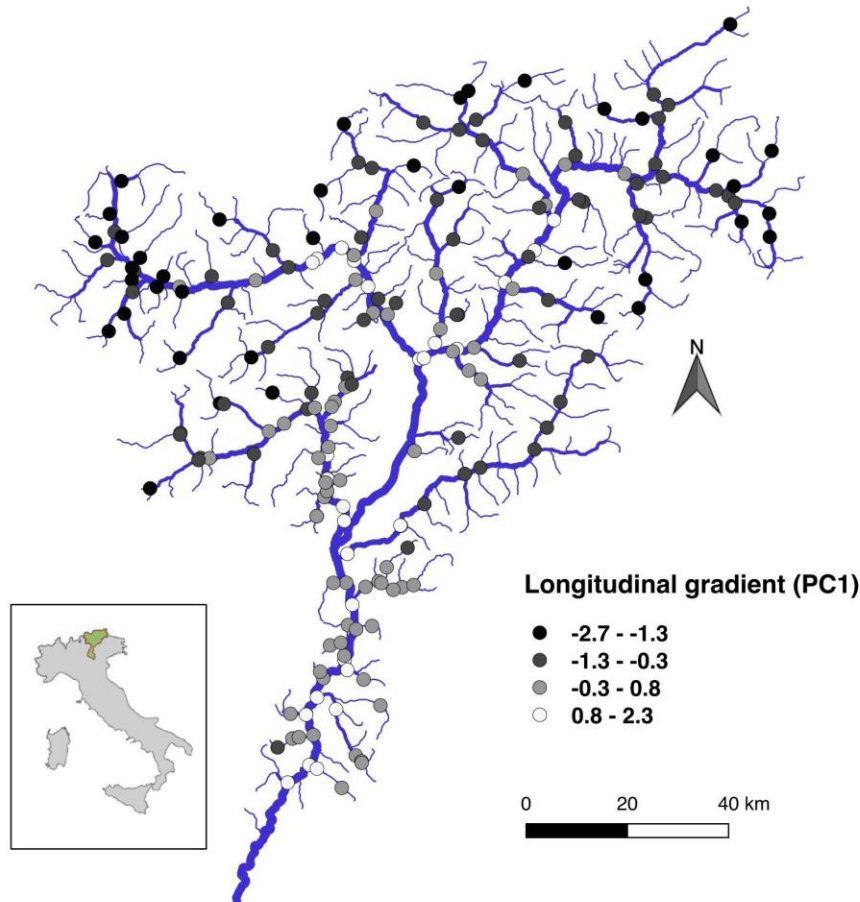 N
Longitudinal gradient (PC1)
-2.7 - -1.3
-1.3 - -0.3
-0.3 - 0.8
0.8 - 2.3
0 20 40 km